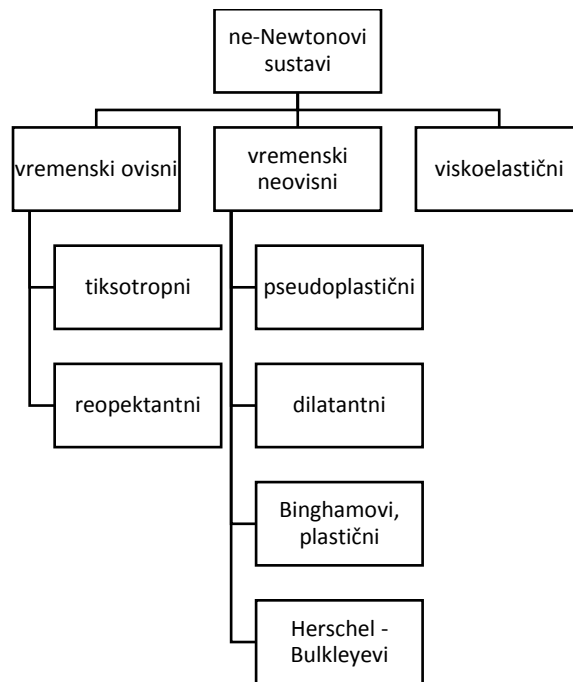 ne-Newtonovi
sustavi
vremenski ovisni
vremenski
neovisni
viskoelastični
tiksotropni
pseudoplastični
reopektantni
dilatantni
Binghamovi,
plastični
Herschel -
Bulkleyevi